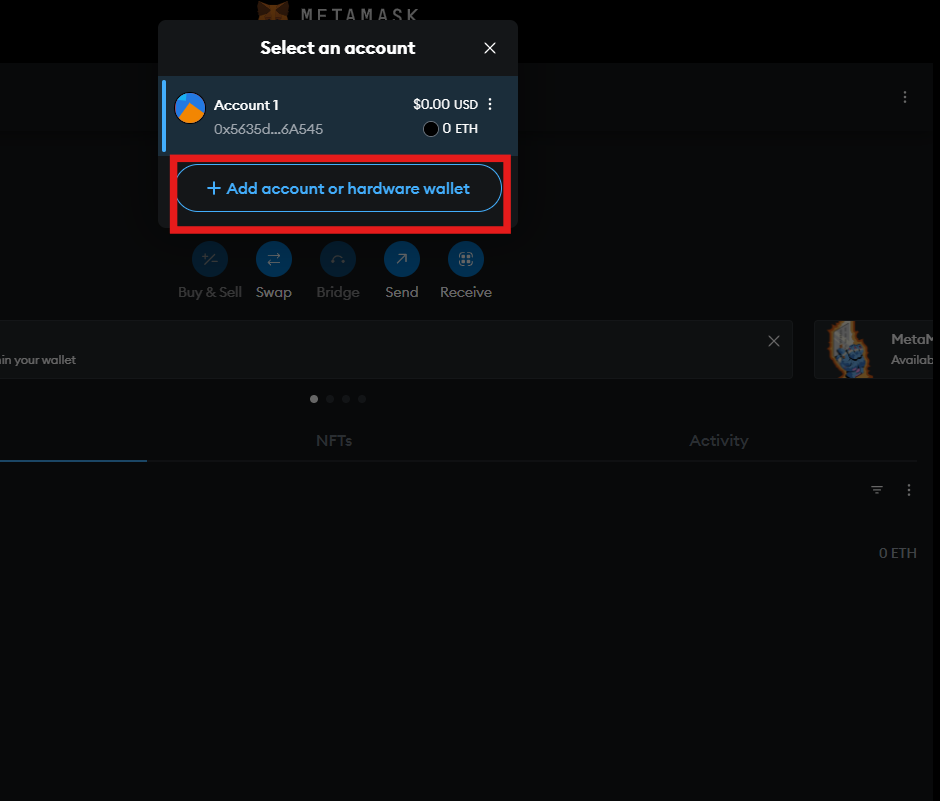 METAMASK
Select an account
Account 1
$0.00 USD
0x5635d...6A545
0 ETH
+ Add account or hardware wallet
Buy & Sell
Swap
Bridge
Send
Receive
in your wallet
MetaM
Availab
NFTs
Activity
0 ETH